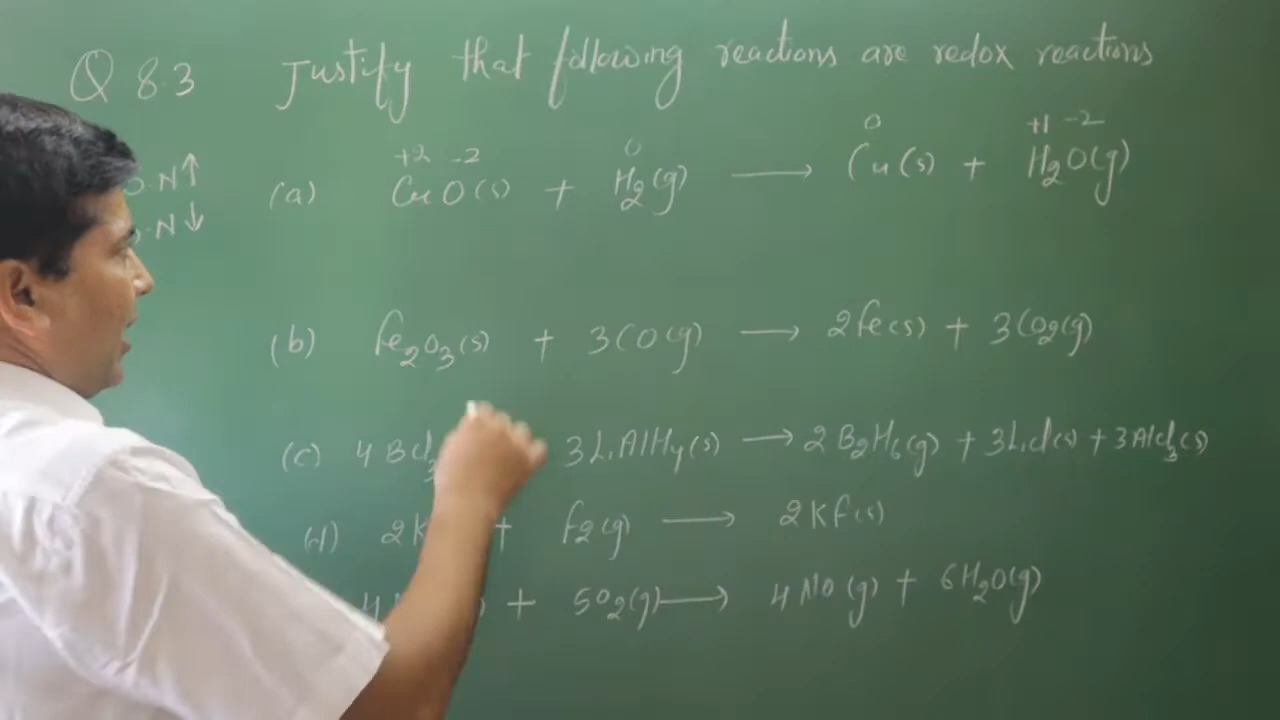 Q 8.3 Justify that following reactions are redox reactions
O.N↑
O.N↓
+2 -2 0 0 +1 -2
(a) CuO(s) + H₂(g) → Cu(s) + H₂O(g)
(b) Fe₂O₃(s) + 3CO(g) → 2Fe(s) + 3CO₂(g)
(c) 4BCl₃ 3LiAlH₄(s) → 2B₂H₆(g) + 3LiCl(s) + 3AlCl₃(s)
(d) 2K + F₂(g) → 2KF(s)
4 + 5O₂(g) → 4NO(g) + 6H₂O(g)